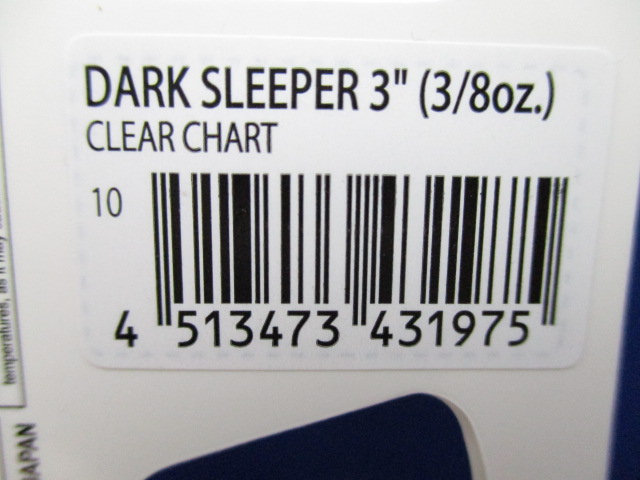 DARK SLEEPER 3" (3/8oz.)
CLEAR CHART
10
4 513473 431975
temperatures, as it may
JAPAN